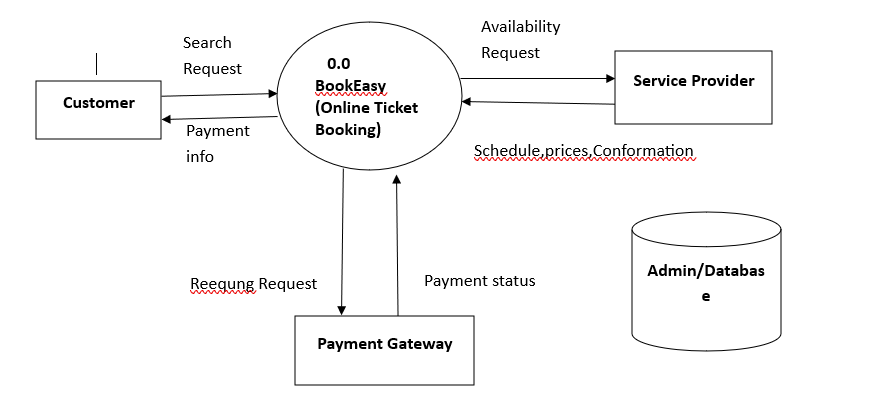 Availability
Request
Search
Request
0.0
BookEasy
(Online Ticket
Booking)
Service Provider
Customer
Payment
info
Schedule,prices,Conformation
Admin/Databas
e
Reequng Request
Payment status
Payment Gateway